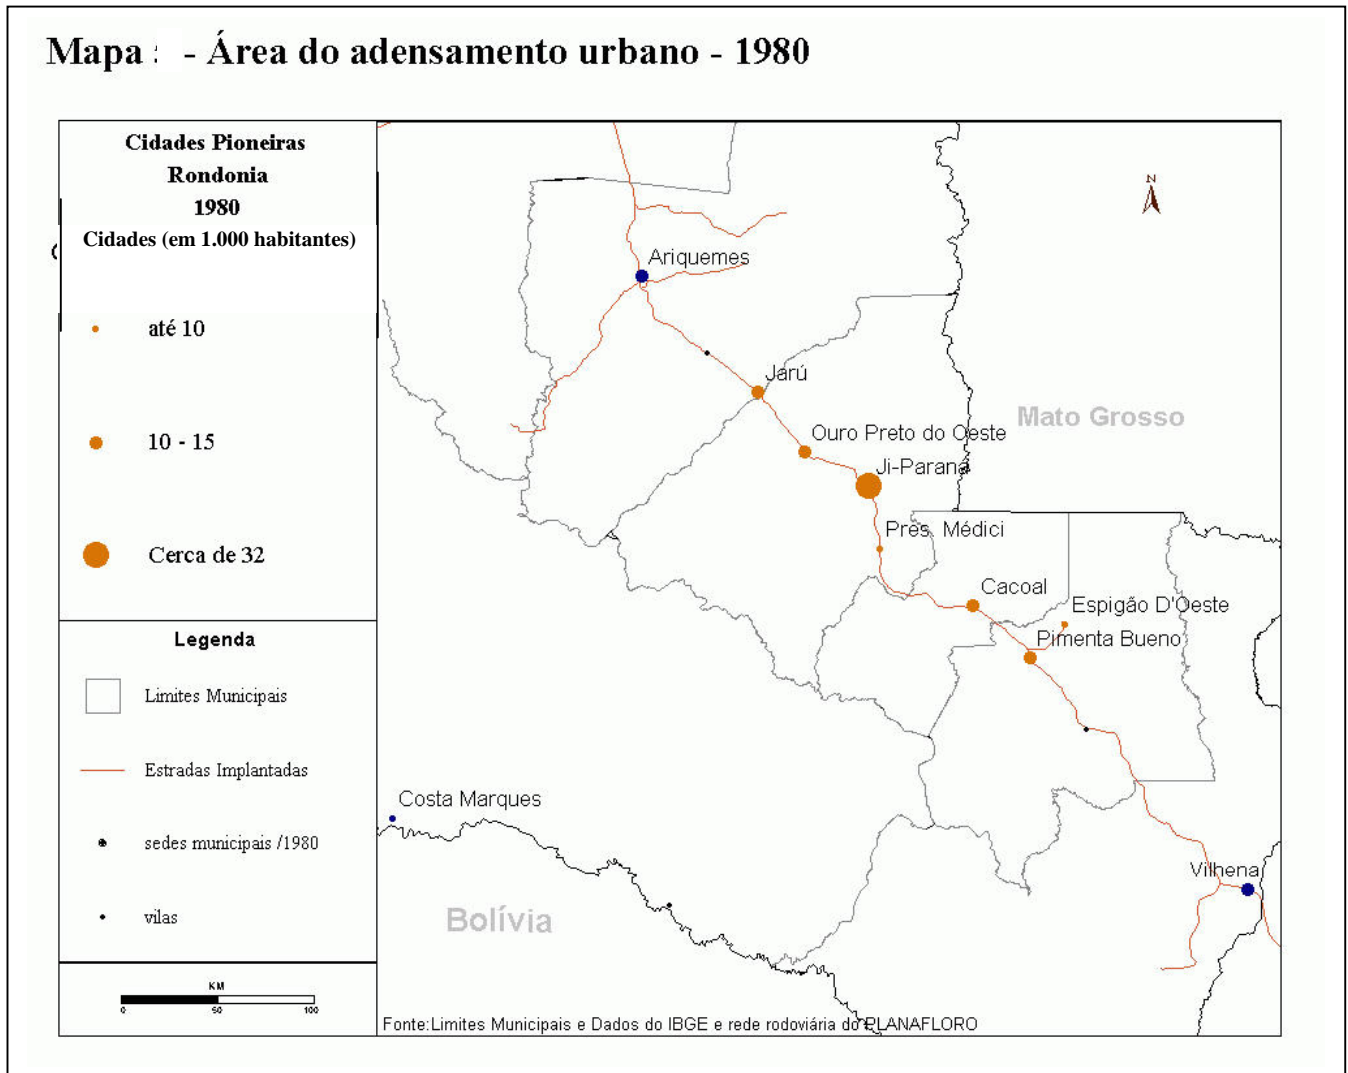 Mapa - Área do adensamento urbano - 1980
Cidades Pioneiras
Rondonia
1980
Cidades (em 1.000 habitantes)
até 10
10 - 15
Cerca de 32
Legenda
Limites Municipais
Estradas Implantadas
sedes municipais /1980
vilas
KM
0 50 100
N
Ariquemes
Jarú
Mato Grosso
Ouro Preto do Oeste
Ji-Paraná
Pres. Médici
Cacoal
Espigão D'Oeste
Pimenta Bueno
Costa Marques
Vilhena
Bolívia
Fonte:Limites Municipais e Dados do IBGE e rede rodoviária do PLANAFLORO